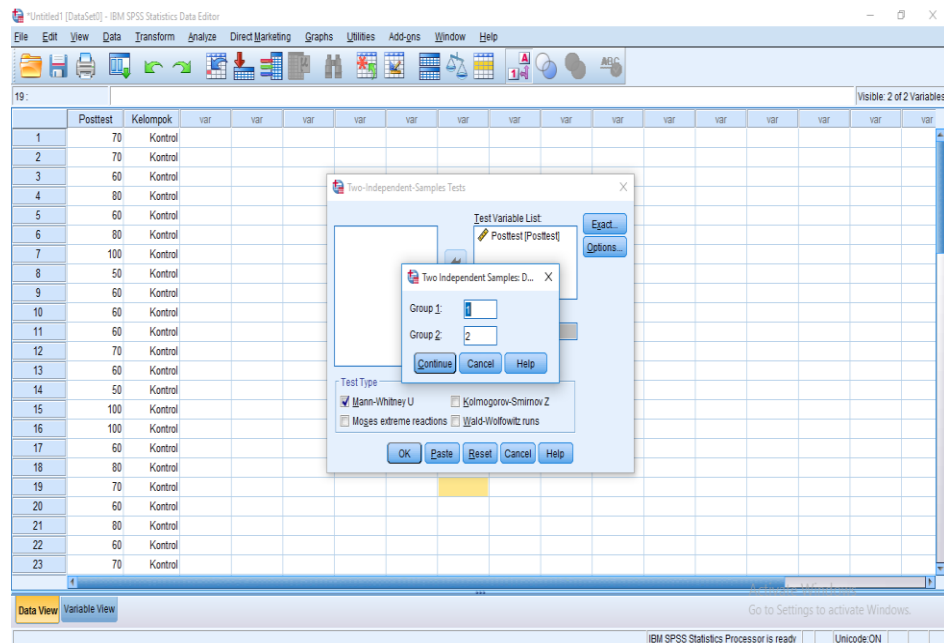 *Untitled1 [DataSet0] - IBM SPSS Statistics Data Editor
File Edit View Data Transform Analyze Direct Marketing Graphs Utilities Add-ons Window Help
19 :
Visible: 2 of 2 Variables
Posttest Kelompok var var var var var var var var var var var var var var var
1 70 Kontrol
2 70 Kontrol
3 60 Kontrol
4 80 Kontrol
5 60 Kontrol
6 80 Kontrol
7 100 Kontrol
8 50 Kontrol
9 60 Kontrol
10 60 Kontrol
11 60 Kontrol
12 70 Kontrol
13 60 Kontrol
14 50 Kontrol
15 100 Kontrol
16 100 Kontrol
17 60 Kontrol
18 80 Kontrol
19 70 Kontrol
20 60 Kontrol
21 80 Kontrol
22 60 Kontrol
23 70 Kontrol
Two-Independent-Samples Tests
Test Variable List:
Posttest [Posttest]
Exact...
Options...
Two Independent Samples: D...
Group 1: 1
Group 2: 2
Continue Cancel Help
Test Type
Mann-Whitney U Kolmogorov-Smirnov Z
Moses extreme reactions Wald-Wolfowitz runs
OK Paste Reset Cancel Help
Data View Variable View
Go to Settings to activate Windows.
IBM SPSS Statistics Processor is ready Unicode:ON